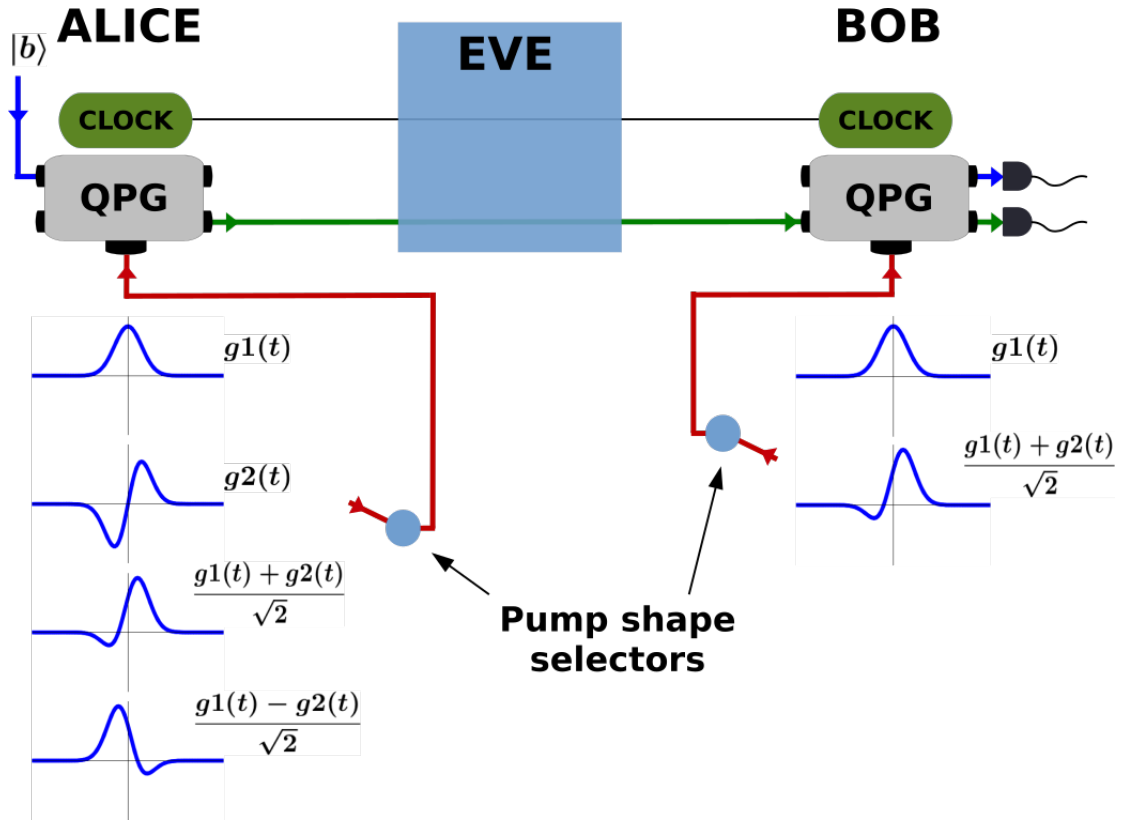 ALICE
EVE
BOB
|b⟩
CLOCK
CLOCK
QPG
QPG
g1(t)
g2(t)
g1(t) + g2(t)
√2
g1(t) − g2(t)
√2
g1(t)
g1(t) + g2(t)
√2
Pump shape
selectors